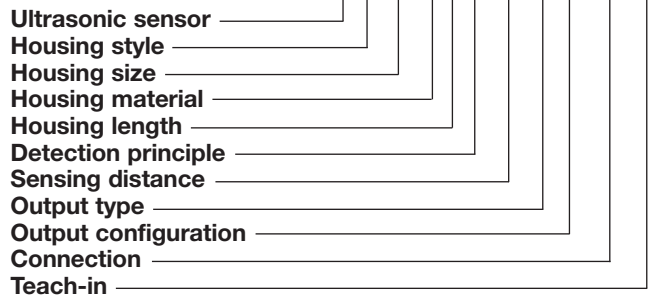 Ultrasonic sensor
Housing style
Housing size
Housing material
Housing length
Detection principle
Sensing distance
Output type
Output configuration
Connection
Teach-in